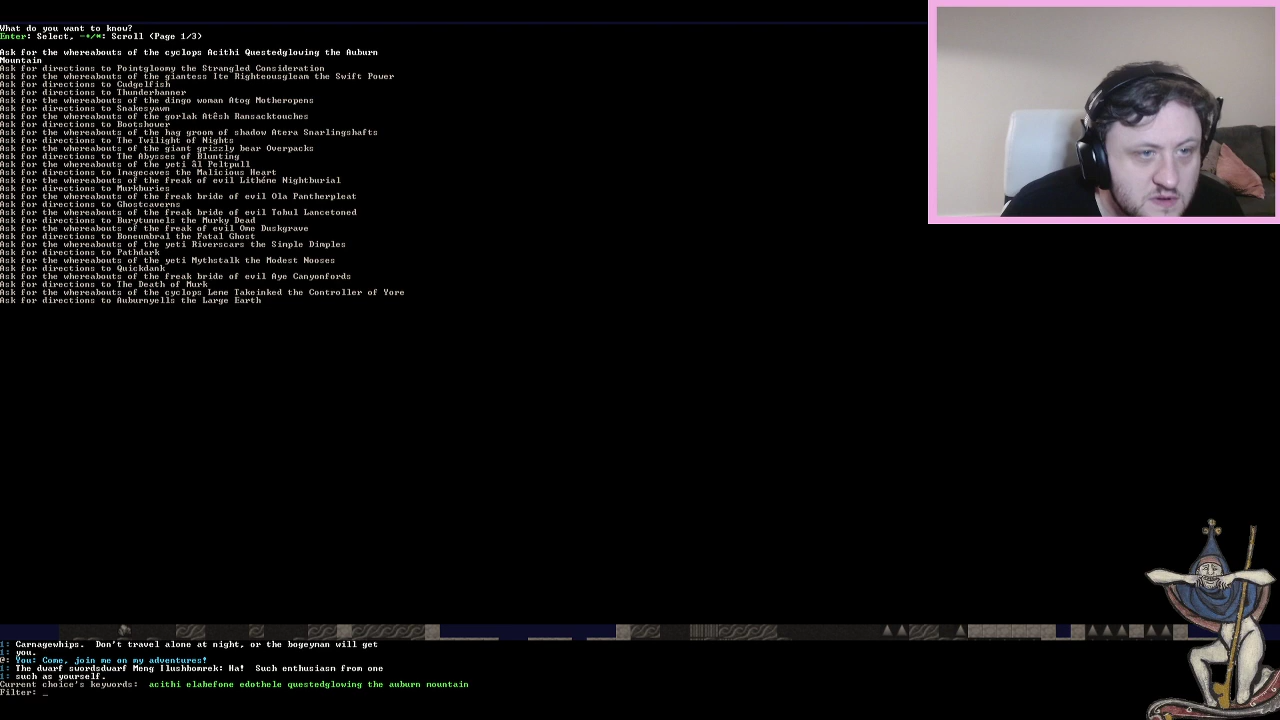 What do you want to know?
Enter: Select, -+/*: Scroll (Page 1/3)
Ask for the whereabouts of the cyclops Acithi Questedglowing the Auburn
Mountain
Ask for directions to Pointgloomy the Strangled Consideration
Ask for the whereabouts of the giantess Ite Righteousgleam the Swift Power
Ask for directions to Cudgelfish
Ask for directions to Thunderbanner
Ask for the whereabouts of the dingo woman Atog Motheropens
Ask for directions to Snakesyawn
Ask for the whereabouts of the gorlak Atêsh Ransacktouches
Ask for directions to Bootshower
Ask for the whereabouts of the hag groom of shadow Atera Snarlingshafts
Ask for directions to The Twilight of Nights
Ask for the whereabouts of the giant grizzly bear Overpacks
Ask for directions to The Abysses of Blunting
Ask for the whereabouts of the yeti âl Peltpull
Ask for directions to Imagecaves the Malicious Heart
Ask for the whereabouts of the freak of evil Lithéne Nightburial
Ask for directions to Murkburies
Ask for the whereabouts of the freak bride of evil Ola Pantherpleat
Ask for directions to Ghostcaverns
Ask for the whereabouts of the freak bride of evil Tobul Lancetoned
Ask for directions to Burytunnels the Murky Dead
Ask for the whereabouts of the freak of evil Ome Duskgrave
Ask for directions to Boneumbral the Fatal Ghost
Ask for the whereabouts of the yeti Riverscars the Simple Dimples
Ask for directions to Pathdark
Ask for the whereabouts of the yeti Mythstalk the Modest Nooses
Ask for directions to Quickdank
Ask for the whereabouts of the freak bride of evil Aye Canyonfords
Ask for directions to The Death of Murk
Ask for the whereabouts of the cyclops Lene Takeinked the Controller of Yore
Ask for directions to Auburnyells the Large Earth
1: Carnagewhips. Don't travel alone at night, or the bogeyman will get
1: you.
@: You: Come, join me on my adventures!
1: The dwarf swordsdwarf Meng Ilushbomrek: Ha! Such enthusiasm from one
1: such as yourself.
Current choice's keywords: acithi elabefone edothele questedglowing the auburn mountain
Filter: _